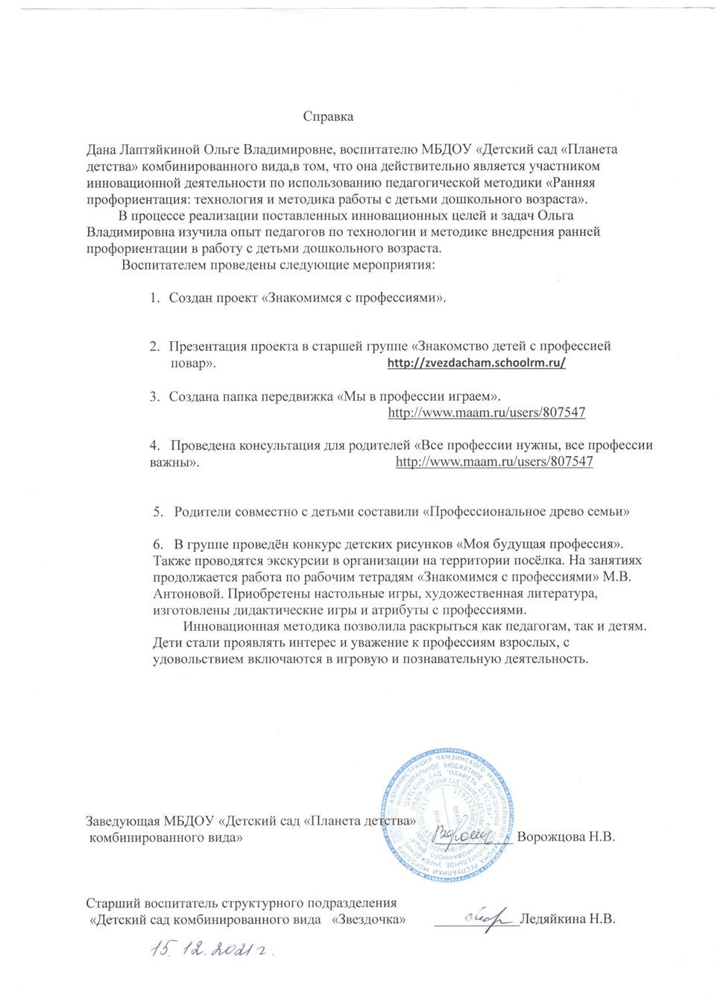 Справка
Дана Лаптяйкиной Ольге Владимировне, воспитателю МБДОУ «Детский сад «Планета
детства» комбинированного вида,в том, что она действительно является участником
инновационной деятельности по использованию педагогической методики «Ранняя
профориентация: технология и методика работы с детьми дошкольного возраста».
В процессе реализации поставленных инновационных целей и задач Ольга
Владимировна изучила опыт педагогов по технологии и методике внедрения ранней
профориентации в работу с детьми дошкольного возраста.
Воспитателем проведены следующие мероприятия:
1. Создан проект «Знакомимся с профессиями».
2. Презентация проекта в старшей группе «Знакомство детей с профессией
повар». http://zvezdacham.schoolrm.ru/
3. Создана папка передвижка «Мы в профессии играем».
http://www.maam.ru/users/807547
4. Проведена консультация для родителей «Все профессии нужны, все профессии
важны». http://www.maam.ru/users/807547
5. Родители совместно с детьми составили «Профессиональное древо семьи»
6. В группе проведён конкурс детских рисунков «Моя будущая профессия».
Также проводятся экскурсии в организации на территории посёлка. На занятиях
продолжается работа по рабочим тетрадям «Знакомимся с профессиями» М.В.
Антоновой. Приобретены настольные игры, художественная литература,
изготовлены дидактические игры и атрибуты с профессиями.
Инновационная методика позволила раскрыться как педагогам, так и детям.
Дети стали проявлять интерес и уважение к профессиям взрослых, с
удовольствием включаются в игровую и познавательную деятельность.
Заведующая МБДОУ «Детский сад «Планета детства»
комбинированного вида» Ворожцова Н.В.
Старший воспитатель структурного подразделения
«Детский сад комбинированного вида «Звездочка» Ледяйкина Н.В.
15.12.2021 г.